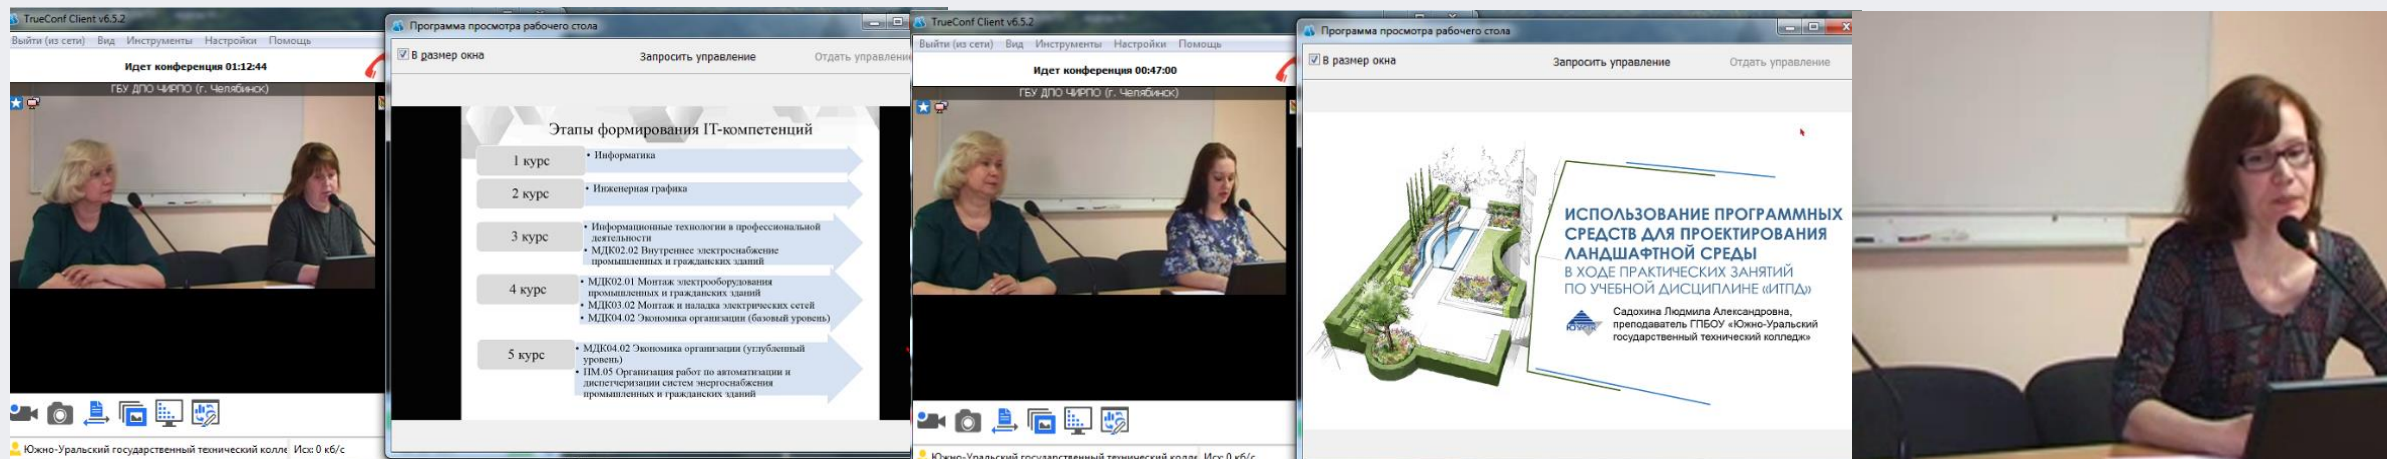 TrueConf Client v6.5.2
Выйти (из сети) Вид Инструменты Настройки Помощь
Идет конференция 01:12:44
ГБУ ДПО ЧИРПО (г. Челябинск)
Южно-Уральский государственный технический колле Исх: 0 кб/с
Программа просмотра рабочего стола
В размер окна Запросить управление Отдать управление
Этапы формирования IT-компетенций
1 курс
• Информатика
2 курс
• Инженерная графика
3 курс
• Информационные технологии в профессиональной
деятельности
• МДК02.02 Внутреннее электроснабжение
промышленных и гражданских зданий
4 курс
• МДК02.01 Монтаж электрооборудования
промышленных и гражданских зданий
• МДК03.02 Монтаж и наладка электрических сетей
• МДК04.02 Экономика организации (базовый уровень)
5 курс
• МДК04.02 Экономика организации (углубленный
уровень)
• ПМ.05 Организация работ по автоматизации и
диспетчеризации систем энергоснабжения
промышленных и гражданских зданий
TrueConf Client v6.5.2
Выйти (из сети) Вид Инструменты Настройки Помощь
Идет конференция 00:47:00
ГБУ ДПО ЧИРПО (г. Челябинск)
Южно-Уральский государственный технический колле Исх: 0 кб/с
Программа просмотра рабочего стола
В размер окна Запросить управление Отдать управление
ИСПОЛЬЗОВАНИЕ ПРОГРАММНЫХ
СРЕДСТВ ДЛЯ ПРОЕКТИРОВАНИЯ
ЛАНДШАФТНОЙ СРЕДЫ
В ХОДЕ ПРАКТИЧЕСКИХ ЗАНЯТИЙ
ПО УЧЕБНОЙ ДИСЦИПЛИНЕ «ИТПД»
Садохина Людмила Александровна,
преподаватель ГПБОУ «Южно-Уральский
государственный технический колледж»